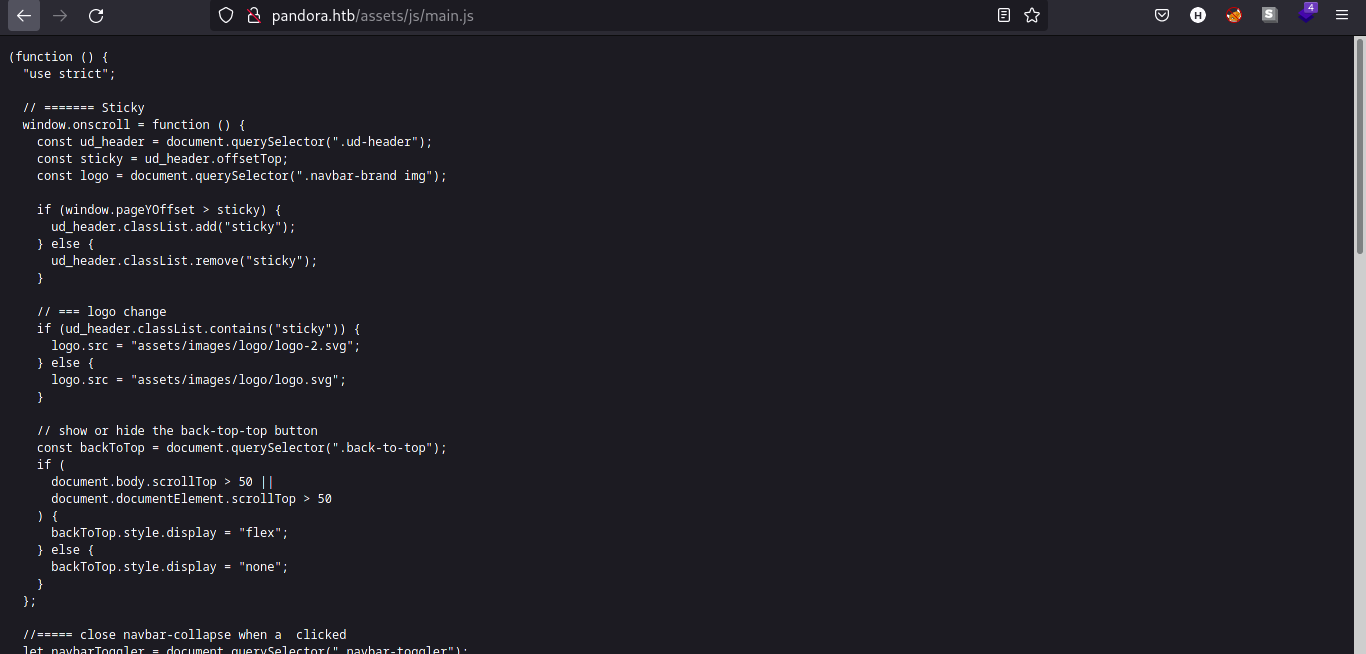 pandora.htb/assets/js/main.js
H
S
4
(function () {
  "use strict";

  // ======= Sticky
  window.onscroll = function () {
    const ud_header = document.querySelector(".ud-header");
    const sticky = ud_header.offsetTop;
    const logo = document.querySelector(".navbar-brand img");

    if (window.pageYOffset > sticky) {
      ud_header.classList.add("sticky");
    } else {
      ud_header.classList.remove("sticky");
    }

    // === logo change
    if (ud_header.classList.contains("sticky")) {
      logo.src = "assets/images/logo/logo-2.svg";
    } else {
      logo.src = "assets/images/logo/logo.svg";
    }

    // show or hide the back-top-top button
    const backToTop = document.querySelector(".back-to-top");
    if (
      document.body.scrollTop > 50 ||
      document.documentElement.scrollTop > 50
    ) {
      backToTop.style.display = "flex";
    } else {
      backToTop.style.display = "none";
    }
  };

  //===== close navbar-collapse when a  clicked
  let navbarToggler = document.querySelector(".navbar-toggler");